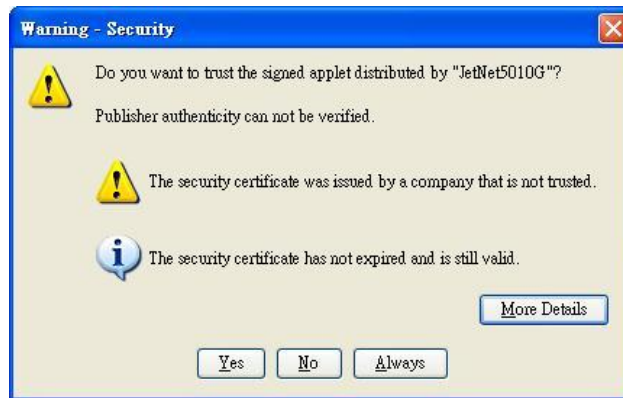 Warning - Security
Do you want to trust the signed applet distributed by "JetNet5010G"?
Publisher authenticity can not be verified.
The security certificate was issued by a company that is not trusted.
The security certificate has not expired and is still valid.
More Details
Yes No Always